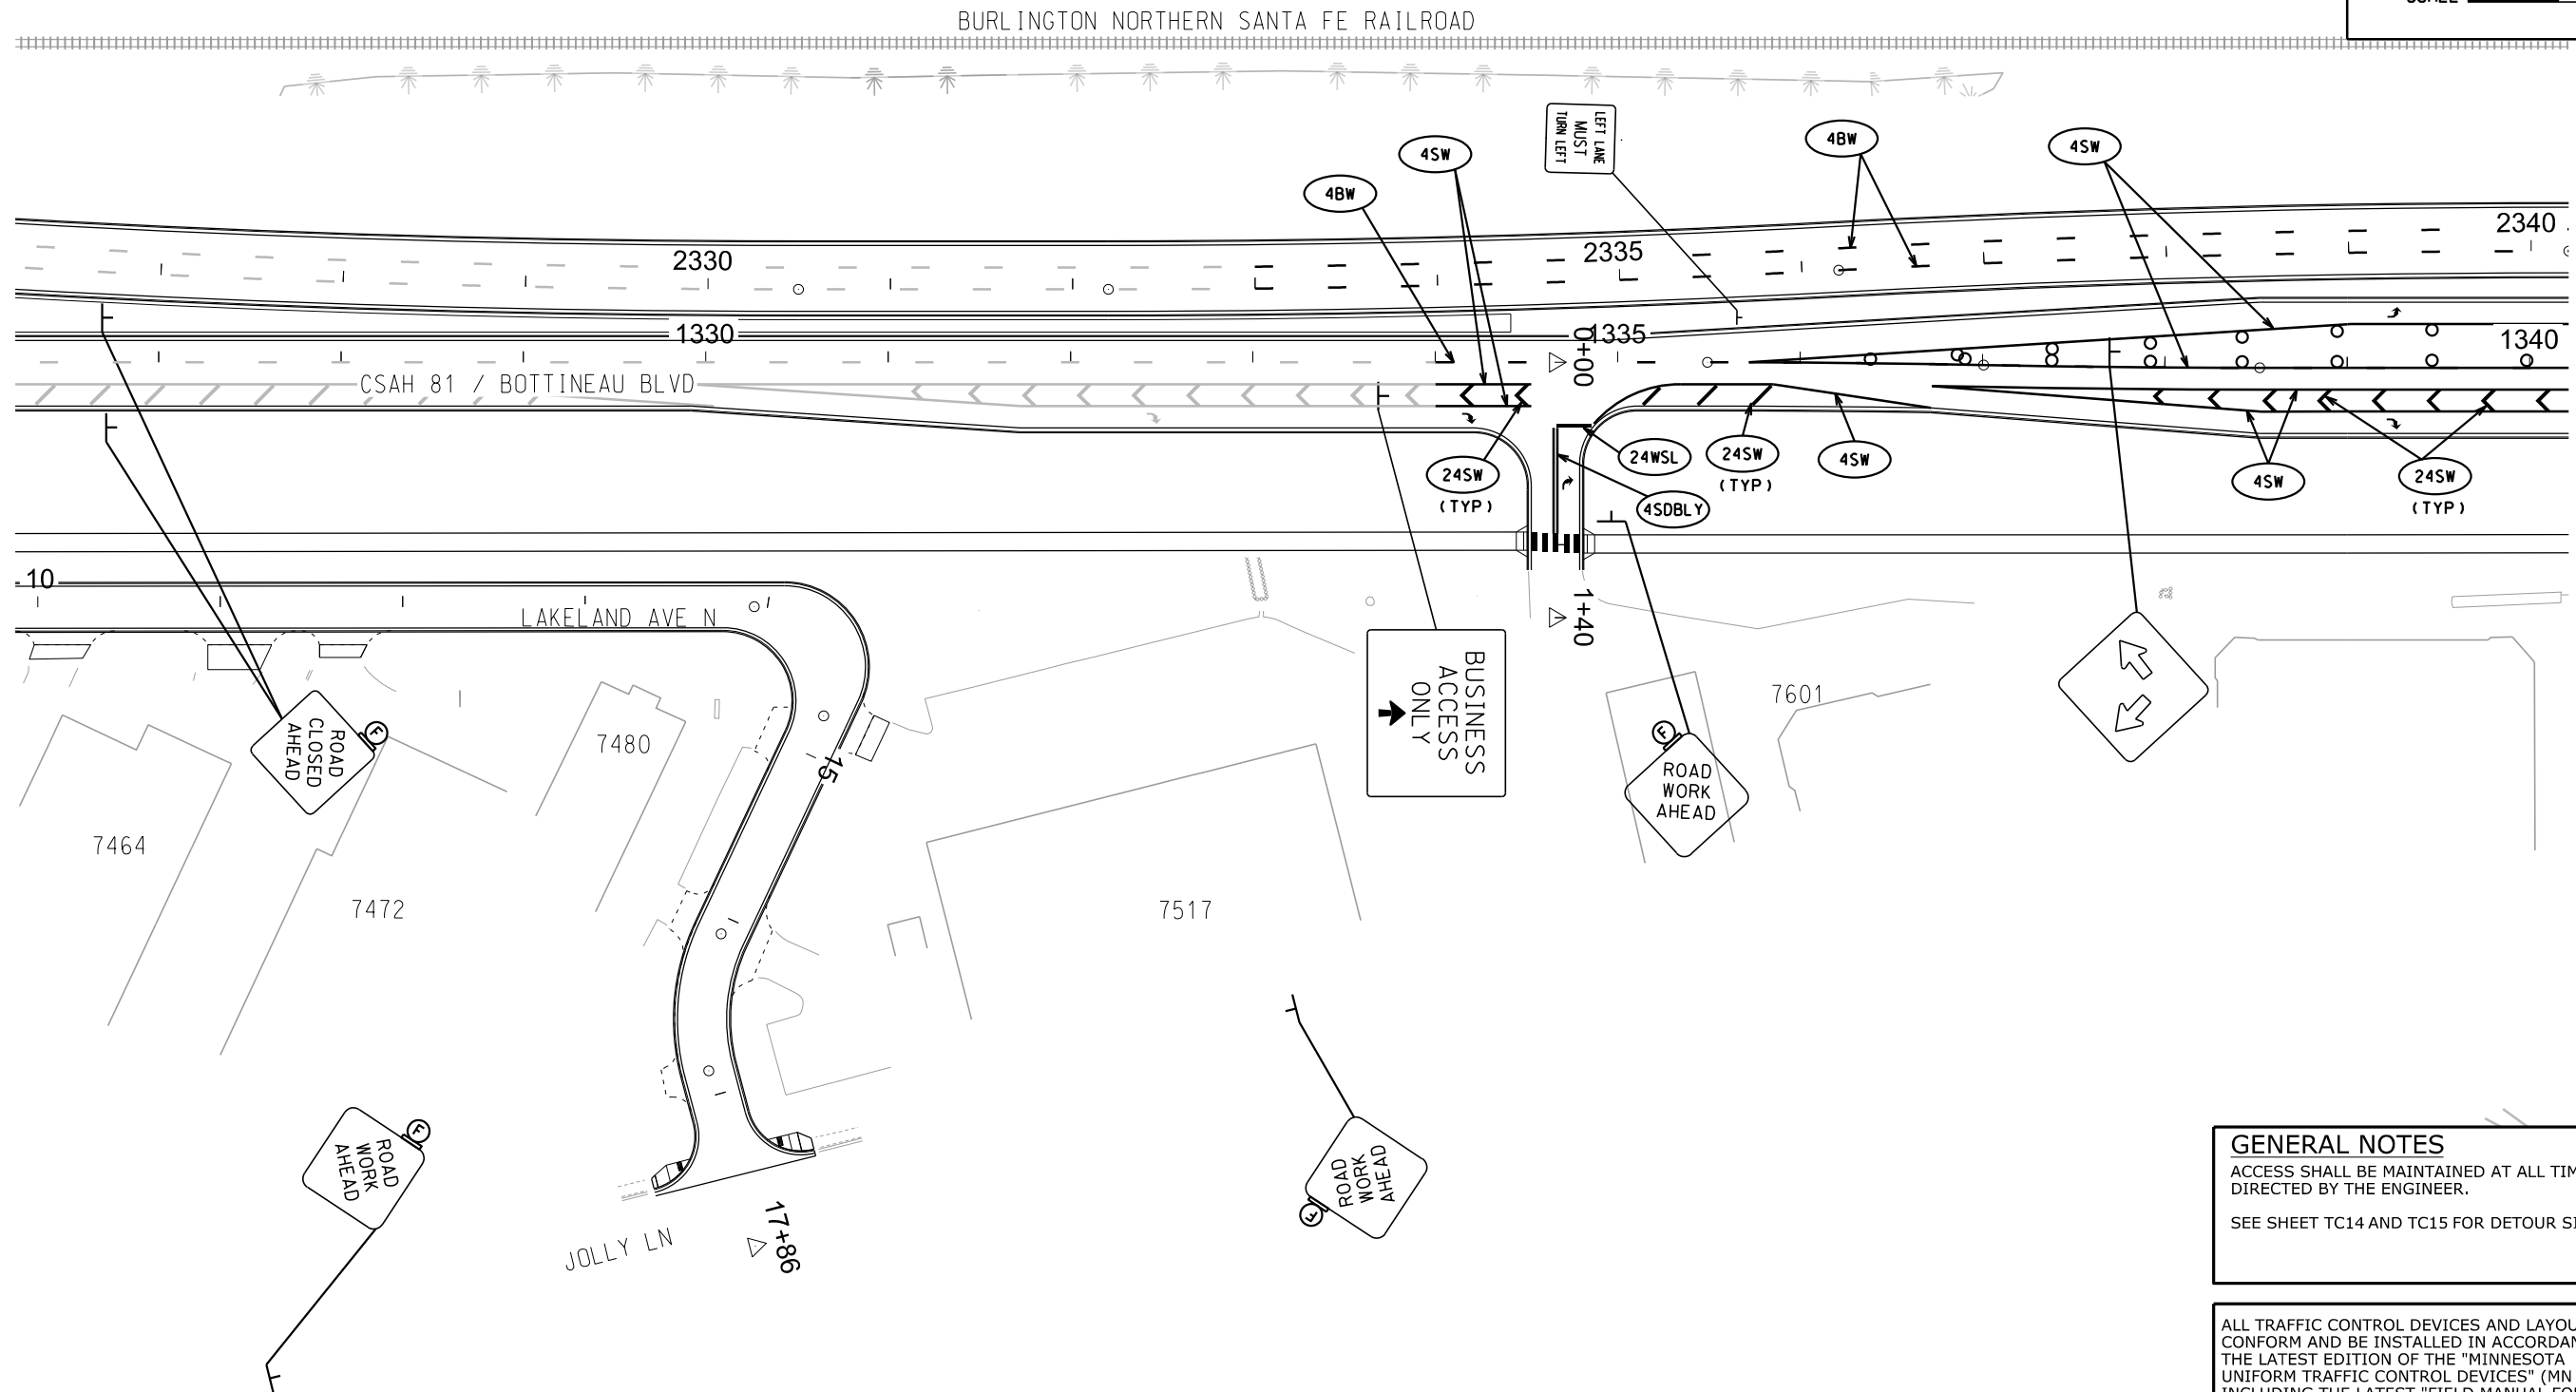 BURLINGTON NORTHERN SANTA FE RAILROAD
LEFT LANE
MUST
TURN LEFT
4SW
4BW
4BW
4SW
2330
2335
2340
1330
0+00
1335
1340
CSAH 81 / BOTTINEAU BLVD
24SW
(TYP)
24WSL
24SW
(TYP)
4SW
4SDBLY
4SW
24SW
(TYP)
10
LAKELAND AVE N
1+40
BUSINESS
ACCESS
ONLY
ROAD
CLOSED
AHEAD
F
7480
15
7601
F
ROAD
WORK
AHEAD
7464
7472
7517
F
ROAD
WORK
AHEAD
ROAD
WORK
AHEAD
F
JOLLY LN
17+86
GENERAL NOTES
ACCESS SHALL BE MAINTAINED AT ALL
DIRECTED BY THE ENGINEER.
SEE SHEET TC14 AND TC15 FOR DETOUR
ALL TRAFFIC CONTROL DEVICES AND
CONFORM AND BE INSTALLED IN
THE LATEST EDITION OF THE "MINNESOTA
UNIFORM TRAFFIC CONTROL DEVICES" (MN
INCLUDING THE LATEST "FIELD MANUAL